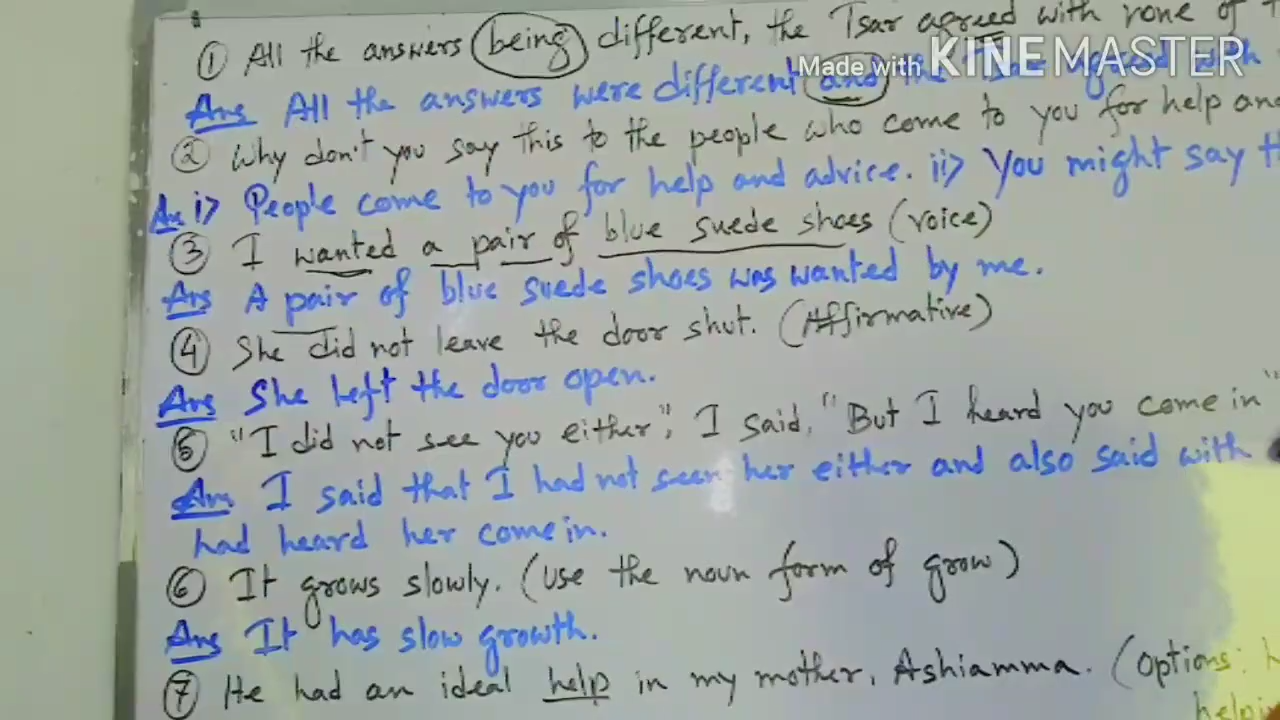 ① All the answers being different, the Tsar agreed with none of
Made with KINEMASTER
Ans All the answers were different and the Tsar agreed with
② Why don't you say this to the people who come to you for help and
Ans i> People come to you for help and advice. ii> You might say
③ I wanted a pair of blue suede shoes (voice)
Ans A pair of blue suede shoes was wanted by me.
④ She did not leave the door shut. (Affirmative)
Ans She left the door open.
⑤ "I did not see you either", I said, "But I heard you come in"
Ans I said that I had not seen her either and also said with
had heard her come in.
⑥ It grows slowly. (Use the noun form of grow)
Ans It has slow growth.
⑦ He had an ideal help in my mother, Ashiamma. (Options: